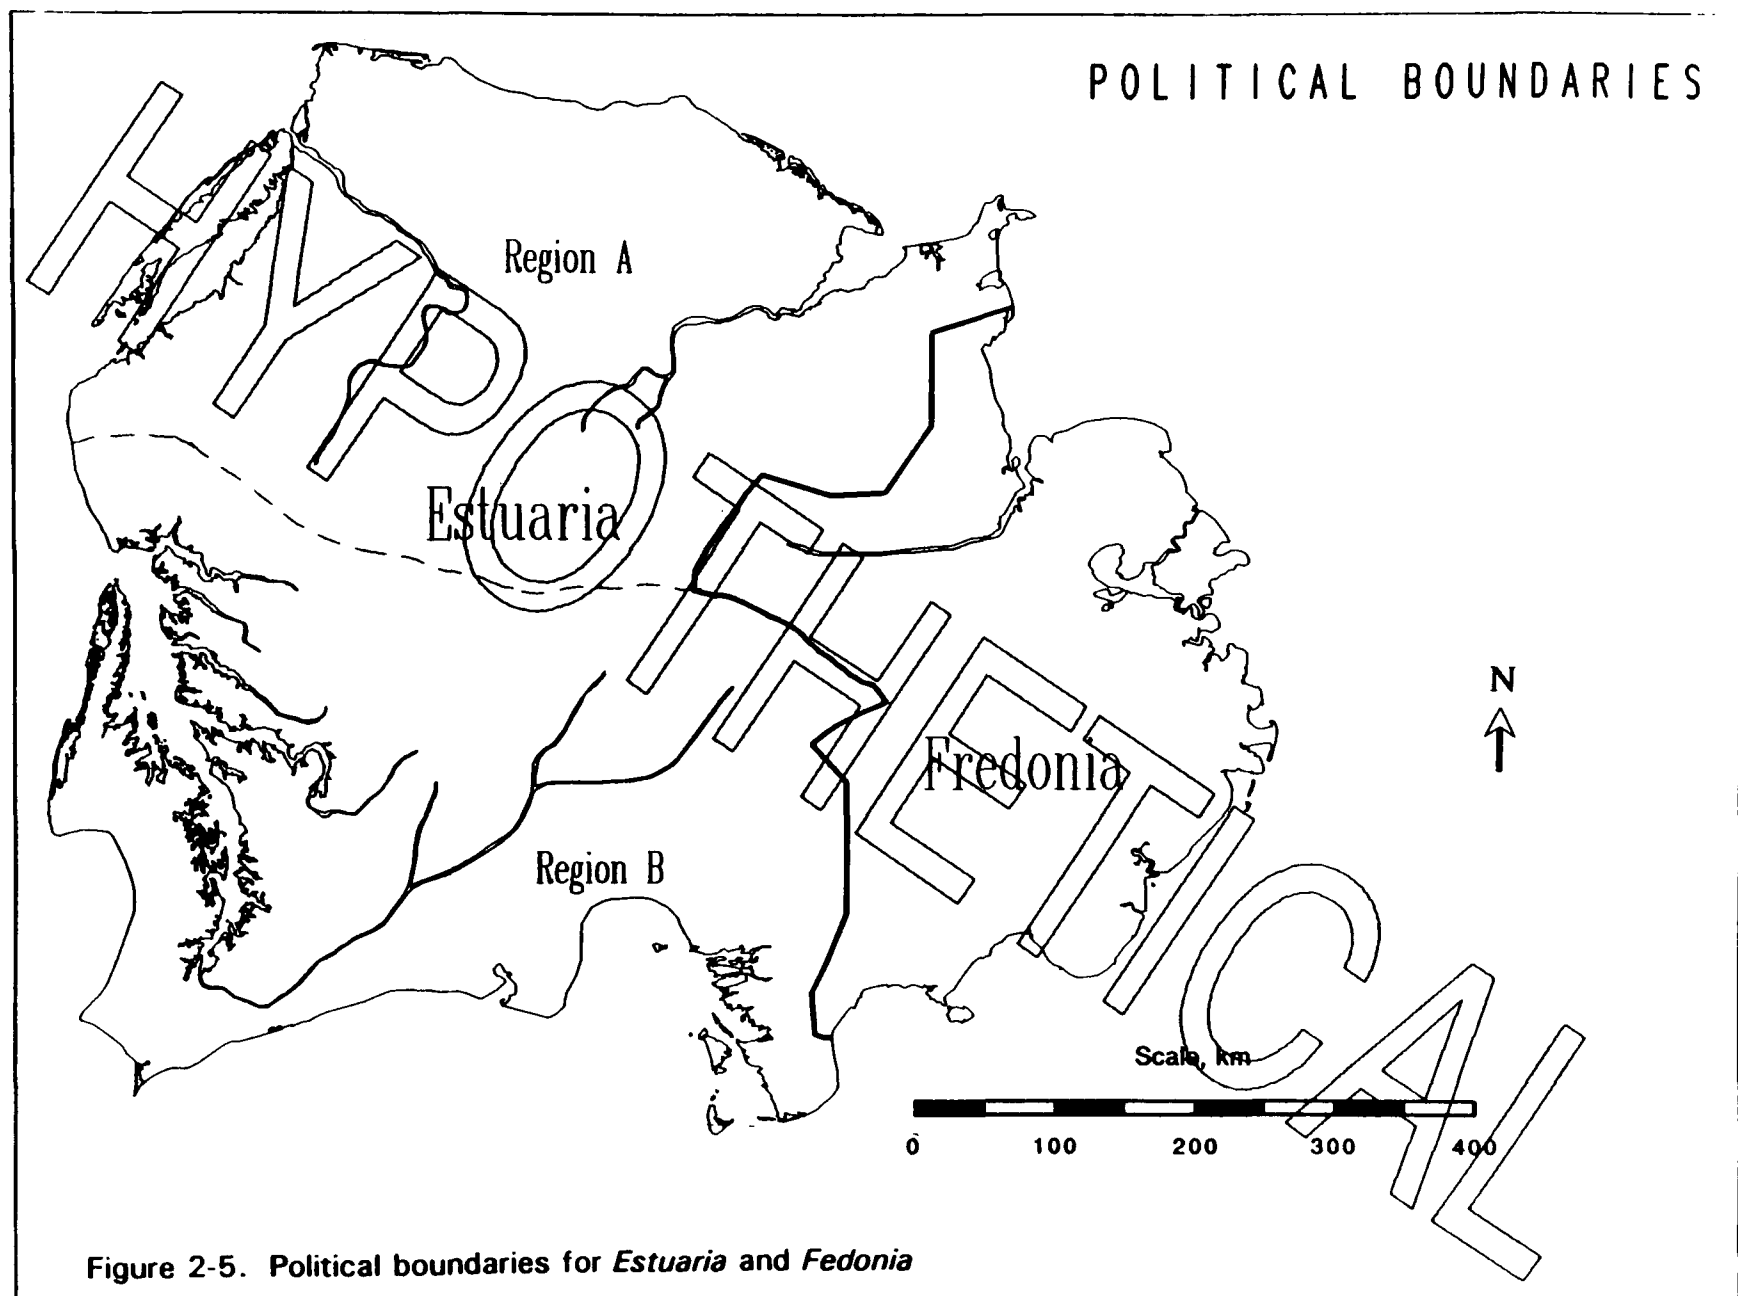 POLITICAL BOUNDARIES
HYPOTHETICAL
Region A
Estuaria
N
Fredonia
Region B
Scale, km
0 100 200 300 400
Figure 2-5. Political boundaries for Estuaria and Fedonia